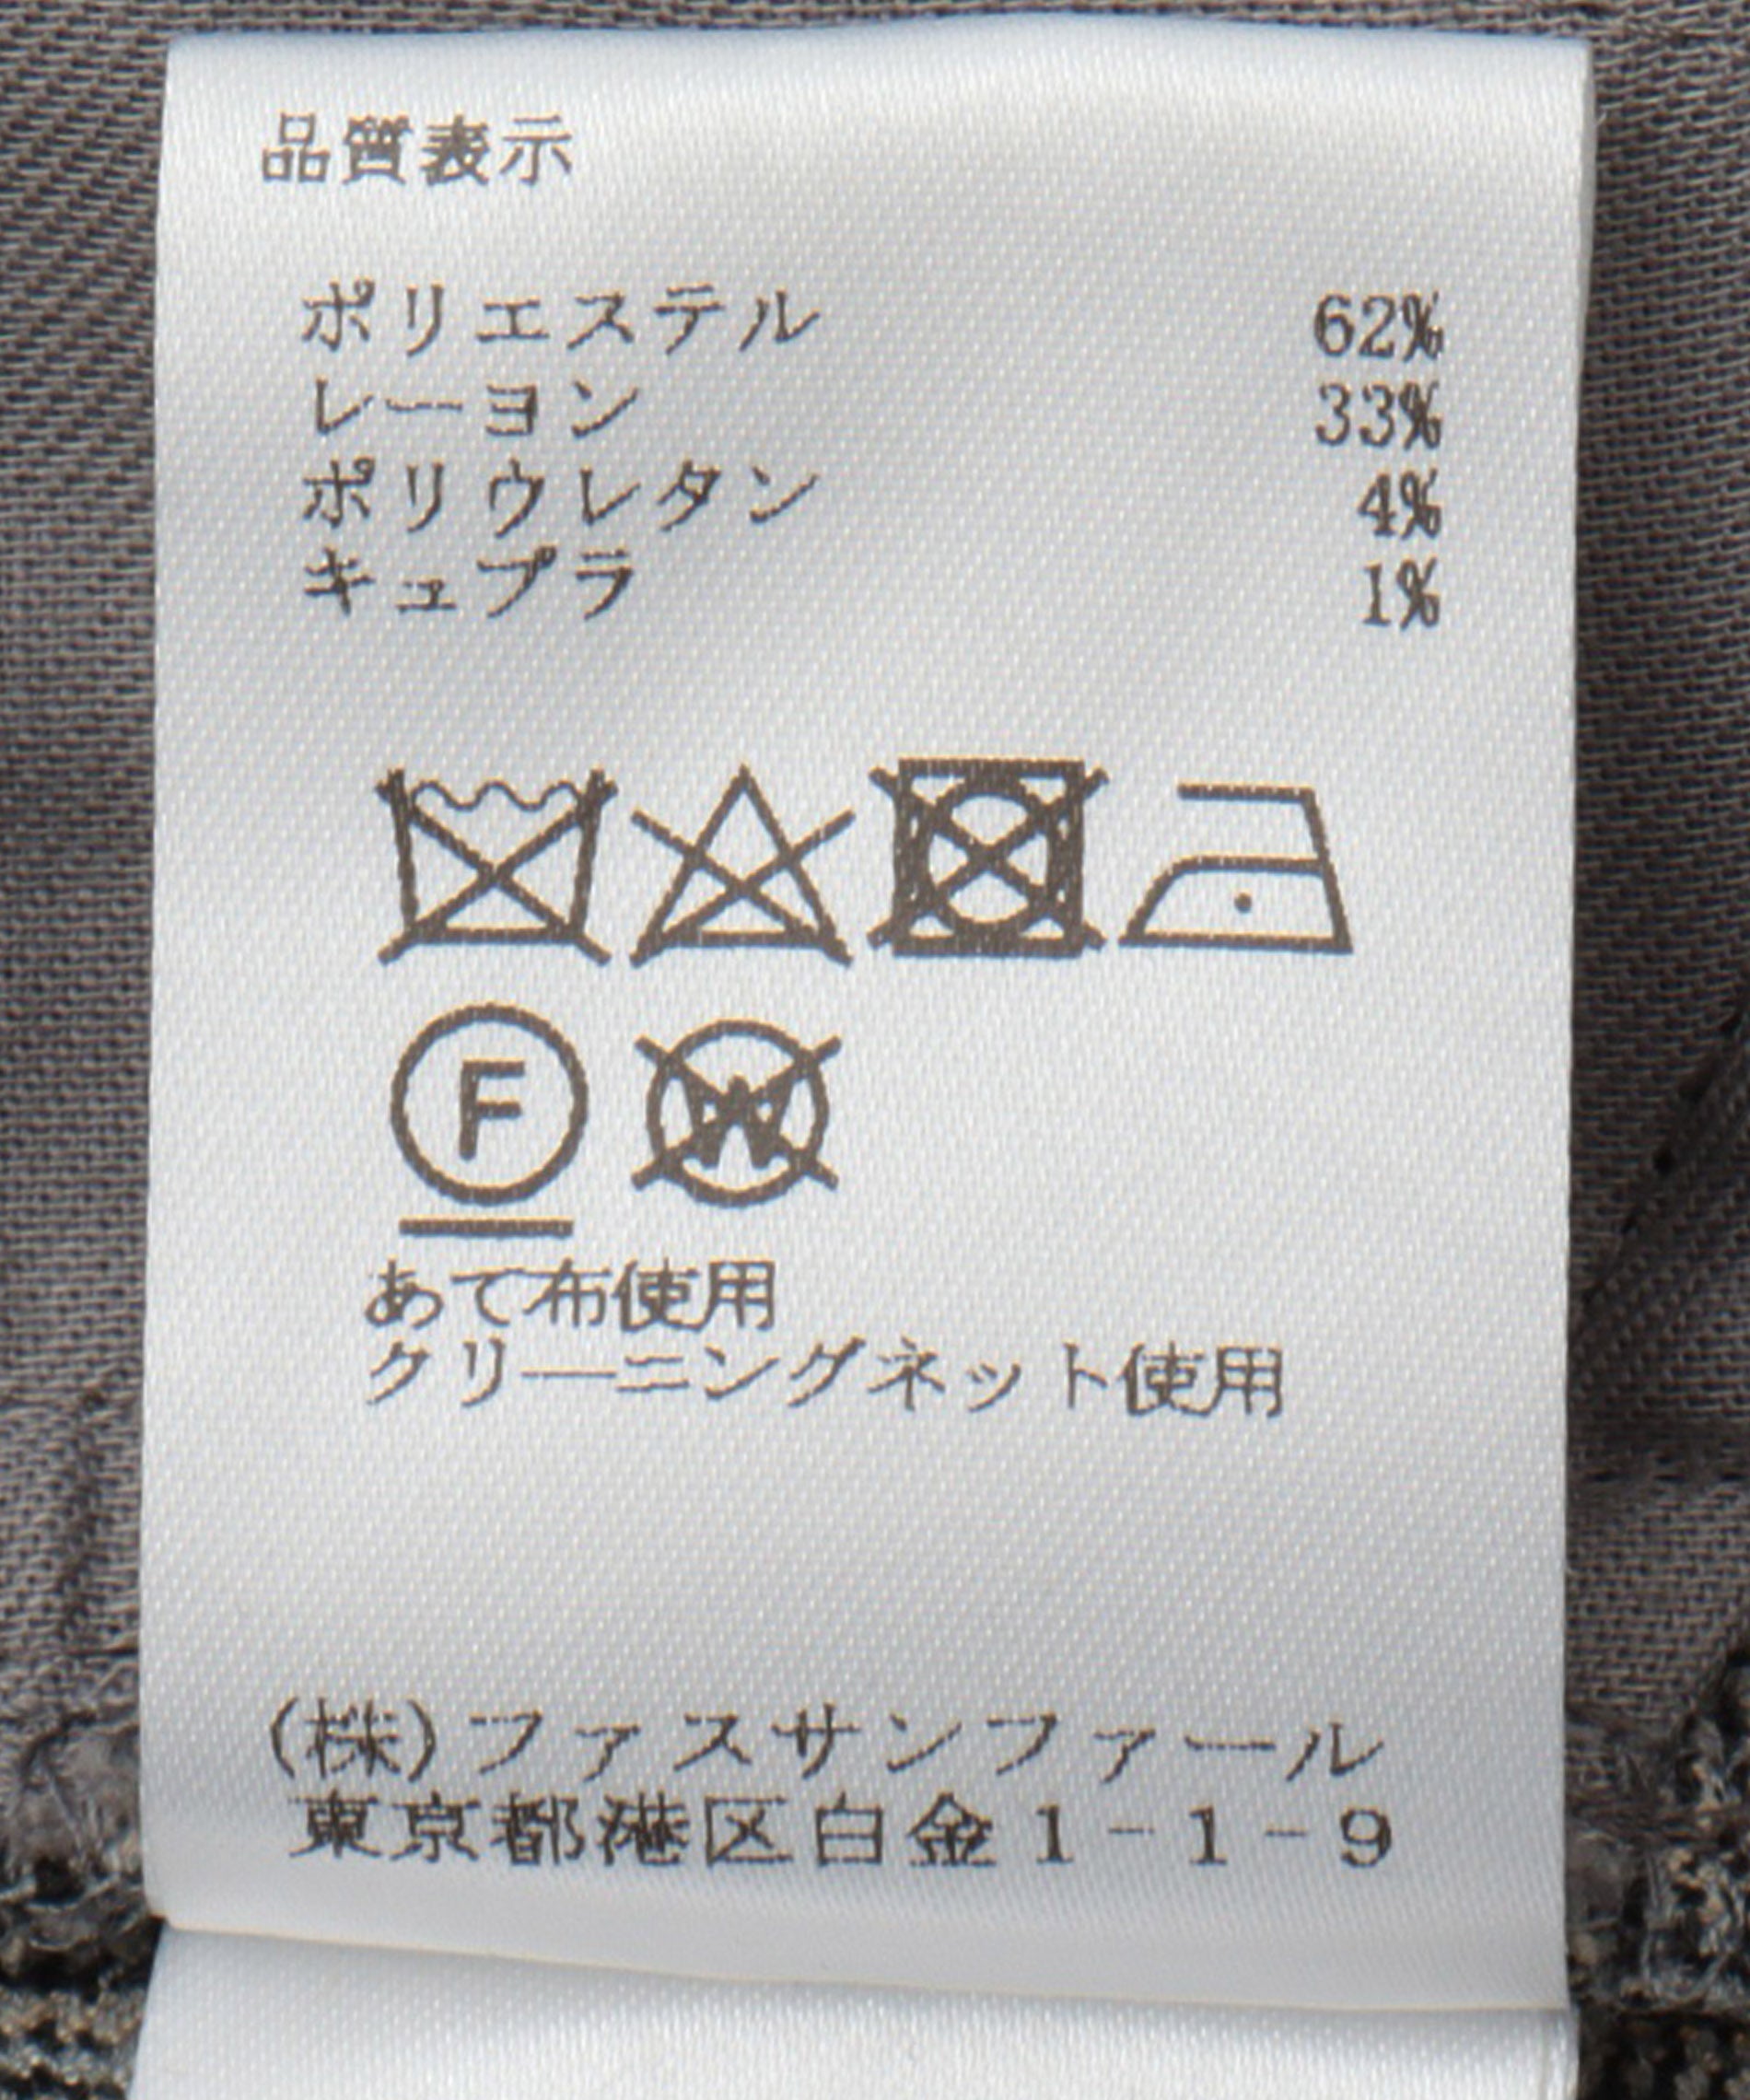 品質表示
ポリエステル 62%
レーヨン 33%
ポリウレタン 4%
キュプラ 1%
F W
あて布使用
クリーニングネット使用
(株)ファスサンファール
東京都港区白金1-1-9